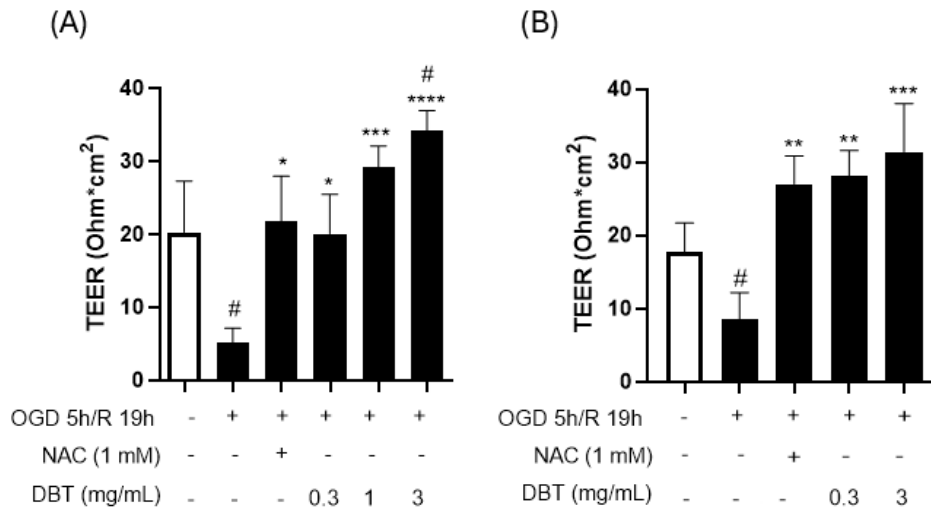 (A)
TEER (Ohm*cm2)
40
30
20
10
0
#
*
*
***
#
****
OGD 5h/R 19h - + + + + +
NAC (1 mM) - - + - - -
DBT (mg/mL) - - - 0.3 1 3
(B)
TEER (Ohm*cm2)
40
30
20
10
0
#
**
**
***
OGD 5h/R 19h - + + + +
NAC (1 mM) - - + - -
DBT (mg/mL) - - - 0.3 3